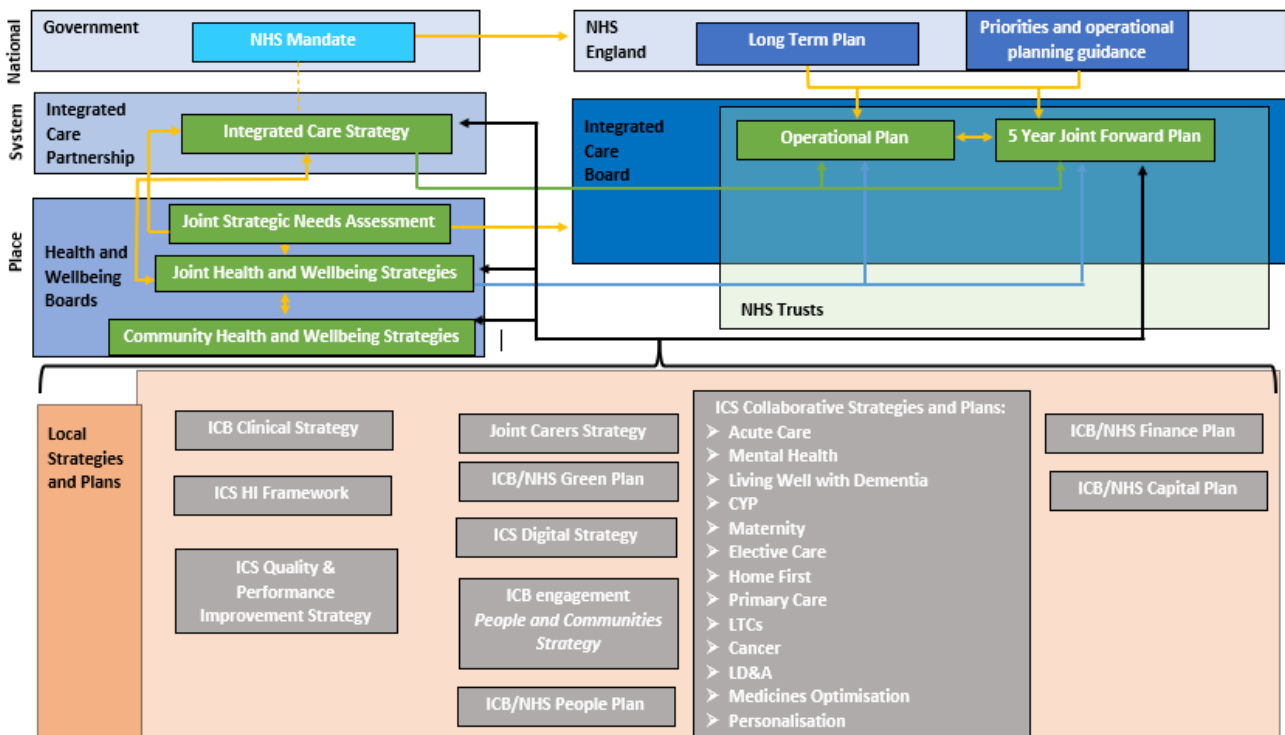 National
Government
NHS Mandate
NHS
England
Long Term Plan
Priorities and operational
planning guidance
System
Integrated
Care
Partnership
Integrated Care Strategy
Integrated
Care
Board
Operational Plan
5 Year Joint Forward Plan
Place
Health and
Wellbeing
Boards
Joint Strategic Needs Assessment
Joint Health and Wellbeing Strategies
Community Health and Wellbeing Strategies
NHS Trusts
Local
Strategies
and Plans
ICB Clinical Strategy
ICS HI Framework
ICS Quality &
Performance
Improvement Strategy
Joint Carers Strategy
ICB/NHS Green Plan
ICS Digital Strategy
ICB engagement
People and Communities
Strategy
ICB/NHS People Plan
ICS Collaborative Strategies and Plans:
➢ Acute Care
➢ Mental Health
➢ Living Well with Dementia
➢ CYP
➢ Maternity
➢ Elective Care
➢ Home First
➢ Primary Care
➢ LTCs
➢ Cancer
➢ LD&A
➢ Medicines Optimisation
➢ Personalisation
ICB/NHS Finance Plan
ICB/NHS Capital Plan